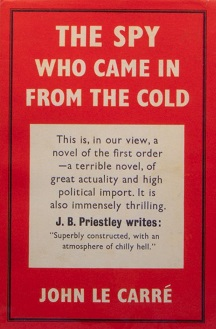 THE SPY
WHO CAME IN
FROM THE COLD
This is, in our view, a
novel of the first order
—a terrible novel, of
great actuality and high
political import. It is
also immensely thrilling.
J. B. Priestley writes:
"Superbly constructed, with an
atmosphere of chilly hell."
JOHN LE CARRÉ